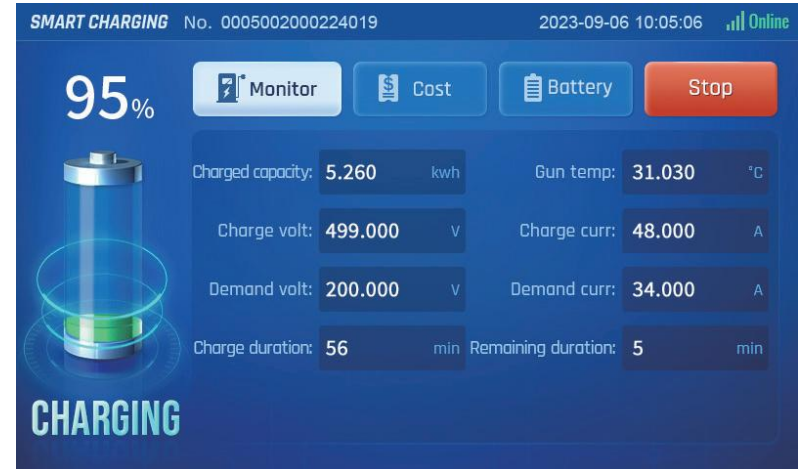 SMART CHARGING No. 0005002000224019 2023-09-06 10:05:06 Online
95%
Monitor Cost Battery Stop
Charged capacity: 5.260 kwh Gun temp: 31.030 °C
Charge volt: 499.000 V Charge curr: 48.000 A
Demand volt: 200.000 V Demand curr: 34.000 A
Charge duration: 56 min Remaining duration: 5 min
CHARGING